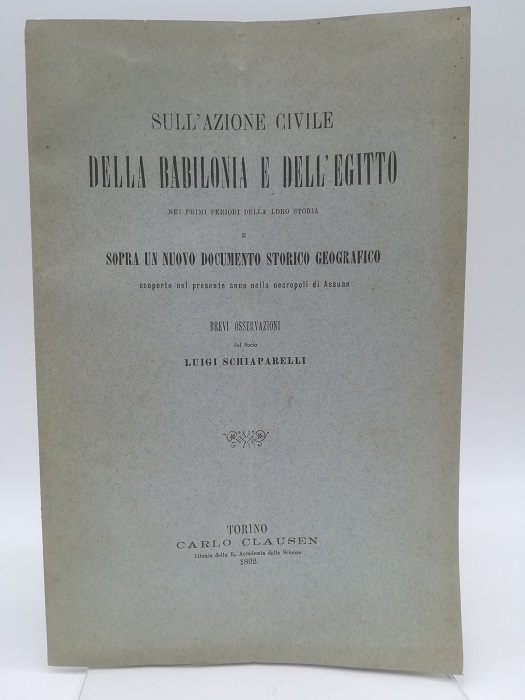 SULL'AZIONE CIVILE
DELLA BABILONIA E DELL'EGITTO
NEI PRIMI PERIODI DELLA LORO STORIA
E
SOPRA UN NUOVO DOCUMENTO STORICO GEOGRAFICO
scoperto nel presente anno nella necropoli di Assuan
BREVI OSSERVAZIONI
del Socio
LUIGI SCHIAPARELLI
TORINO
CARLO CLAUSEN
Libraio della R. Accademia delle Scienze
1892